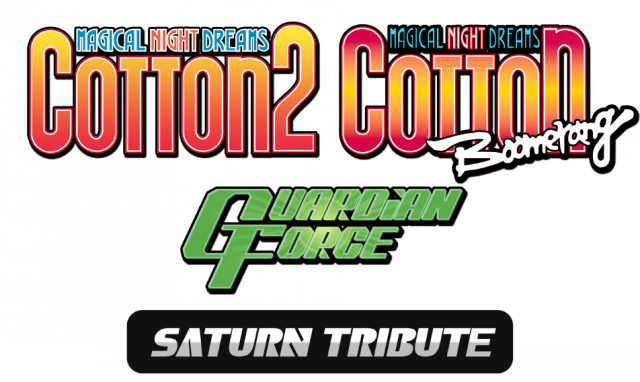 MAGICAL NIGHT DREAMS
COTTON2
MAGICAL NIGHT DREAMS
COTTON
Boomerang
GUARDIAN
FORCE
SATURN TRIBUTE